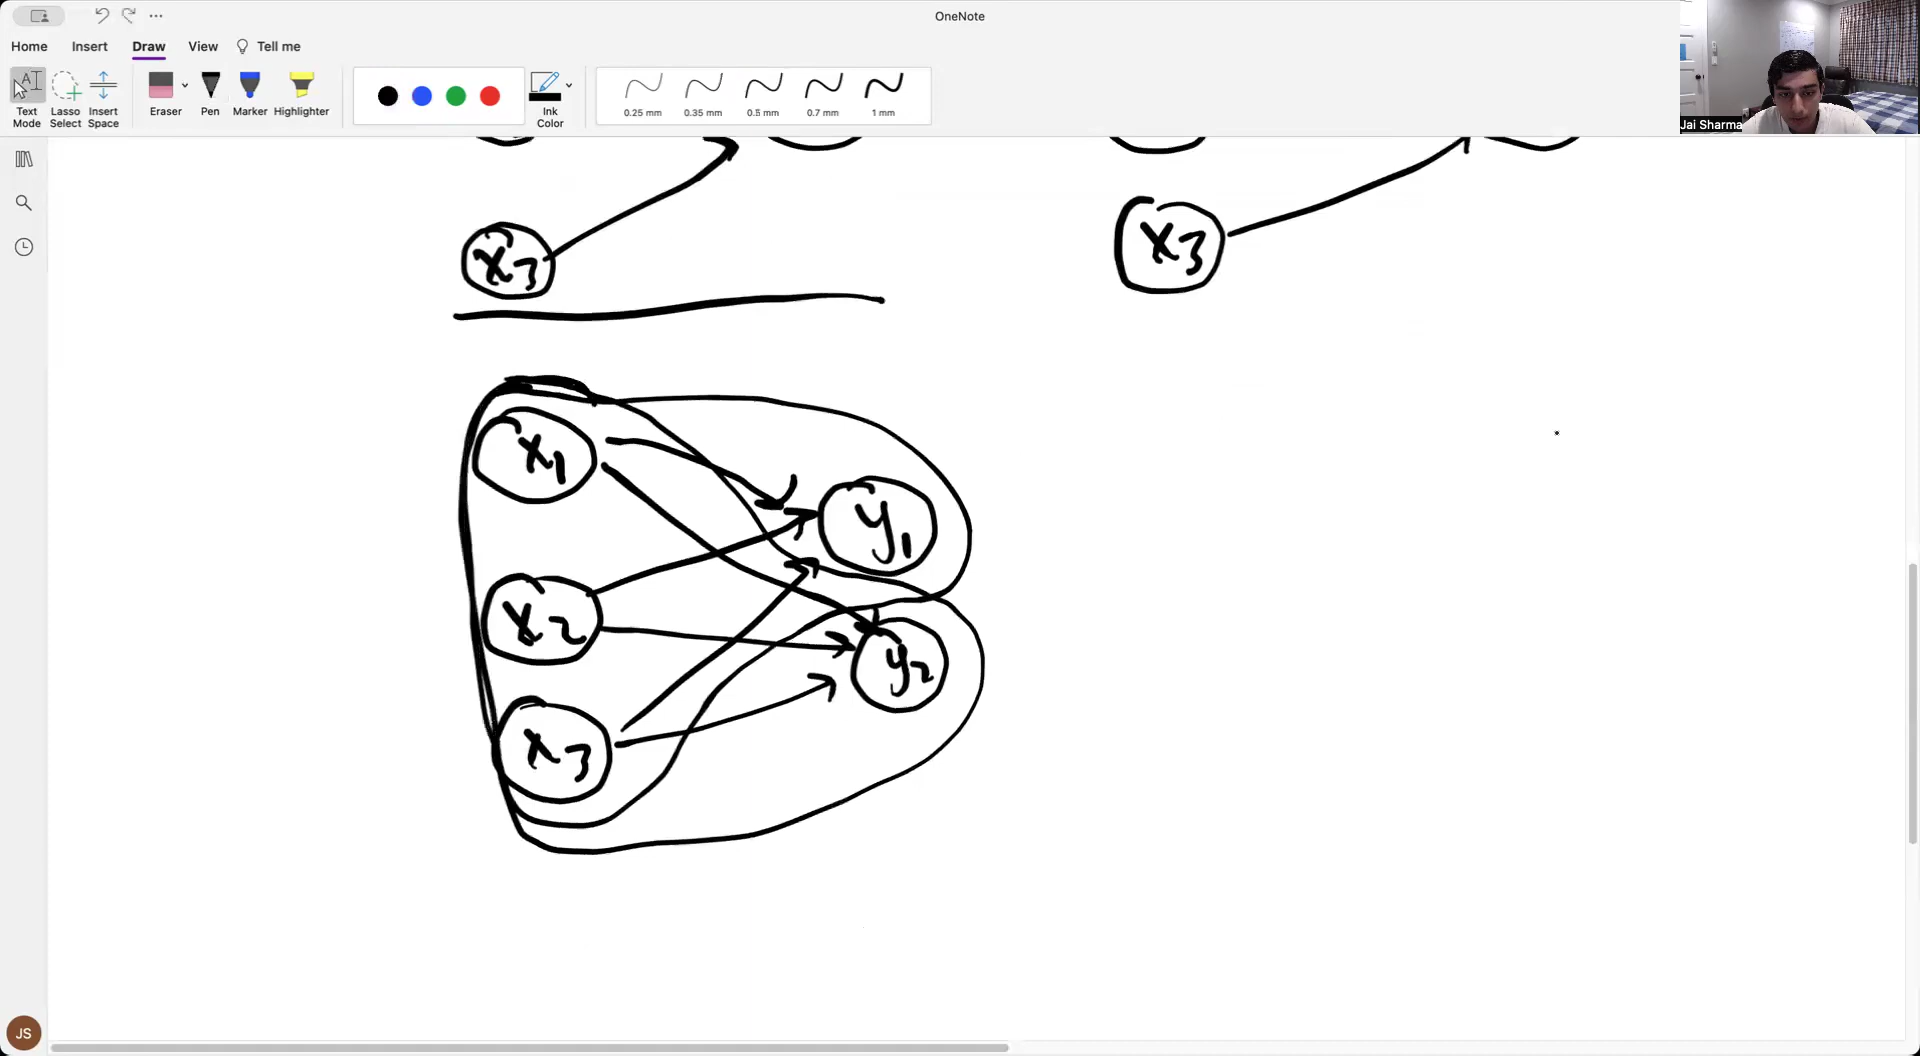 OneNote
Home Insert Draw View Tell me
Text Mode
Lasso Select
Insert Space
Eraser
Pen
Marker
Highlighter
Ink Color
0.25 mm
0.35 mm
0.5 mm
0.7 mm
1 mm
Jai Sharma
x3
x3
x1
y1
x2
y2
x3
JS